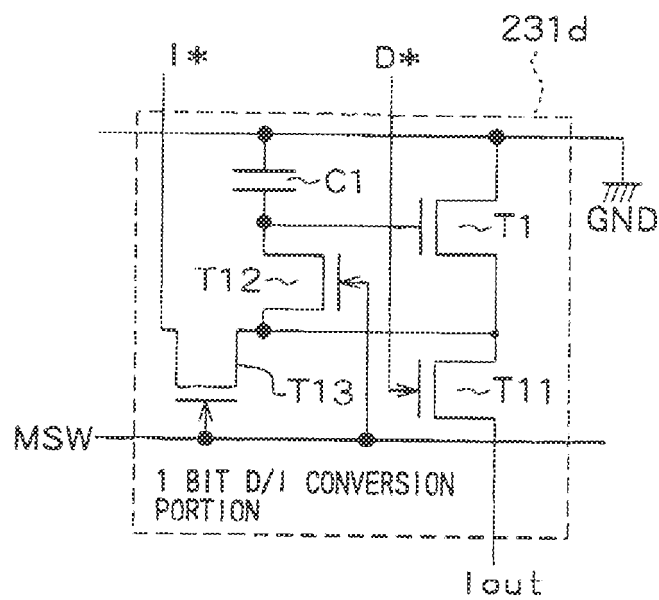 231d
I*
D*
C1
T1
GND
T12
T13
T11
MSW
1 BIT D/I CONVERSION
PORTION
Iout